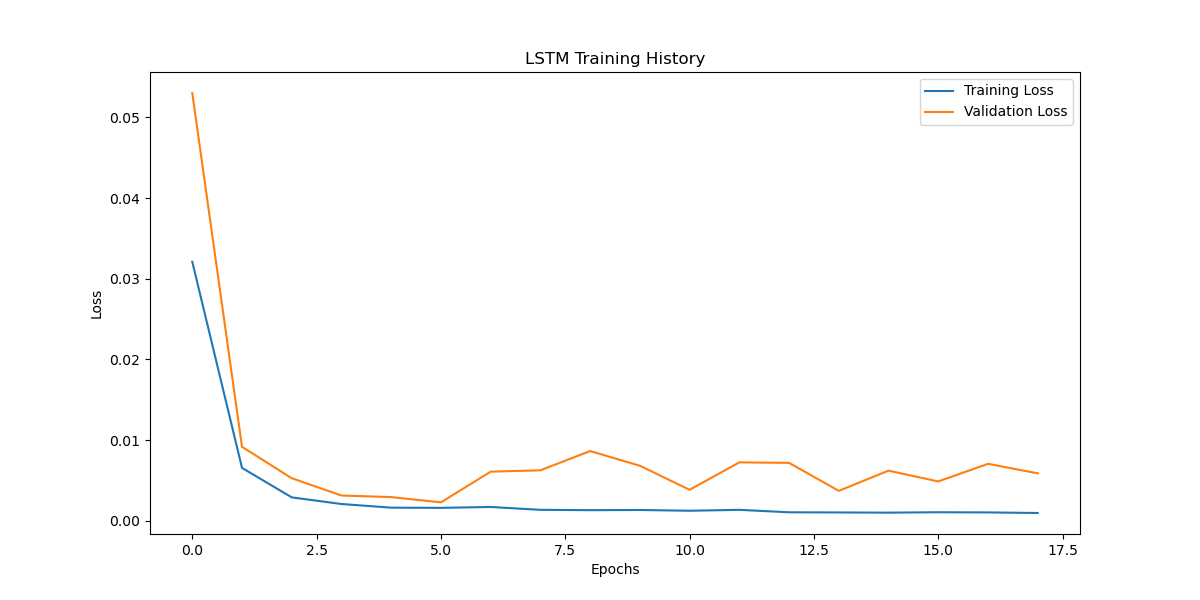 LSTM Training History
Training Loss
Validation Loss
0.05
0.04
0.03
0.02
0.01
0.00
Loss
0.0 2.5 5.0 7.5 10.0 12.5 15.0 17.5
Epochs